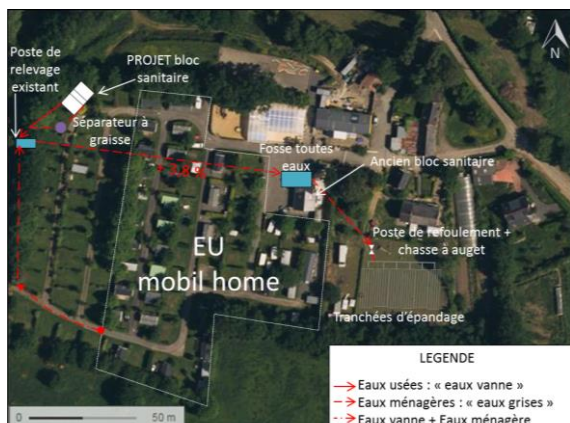 Poste de
relevage
existant
PROJET bloc
sanitaire
N
Séparateur à
graisse
Fosse toutes
eaux
Ancien bloc sanitaire
Poste de refoulement +
chasse à auget
EU
mobil home
Tranchées d'épandage
LEGENDE
Eaux usées : « eaux vanne »
Eaux ménagères : « eaux grises »
Eaux vanne + Eaux ménagère
0 50 m